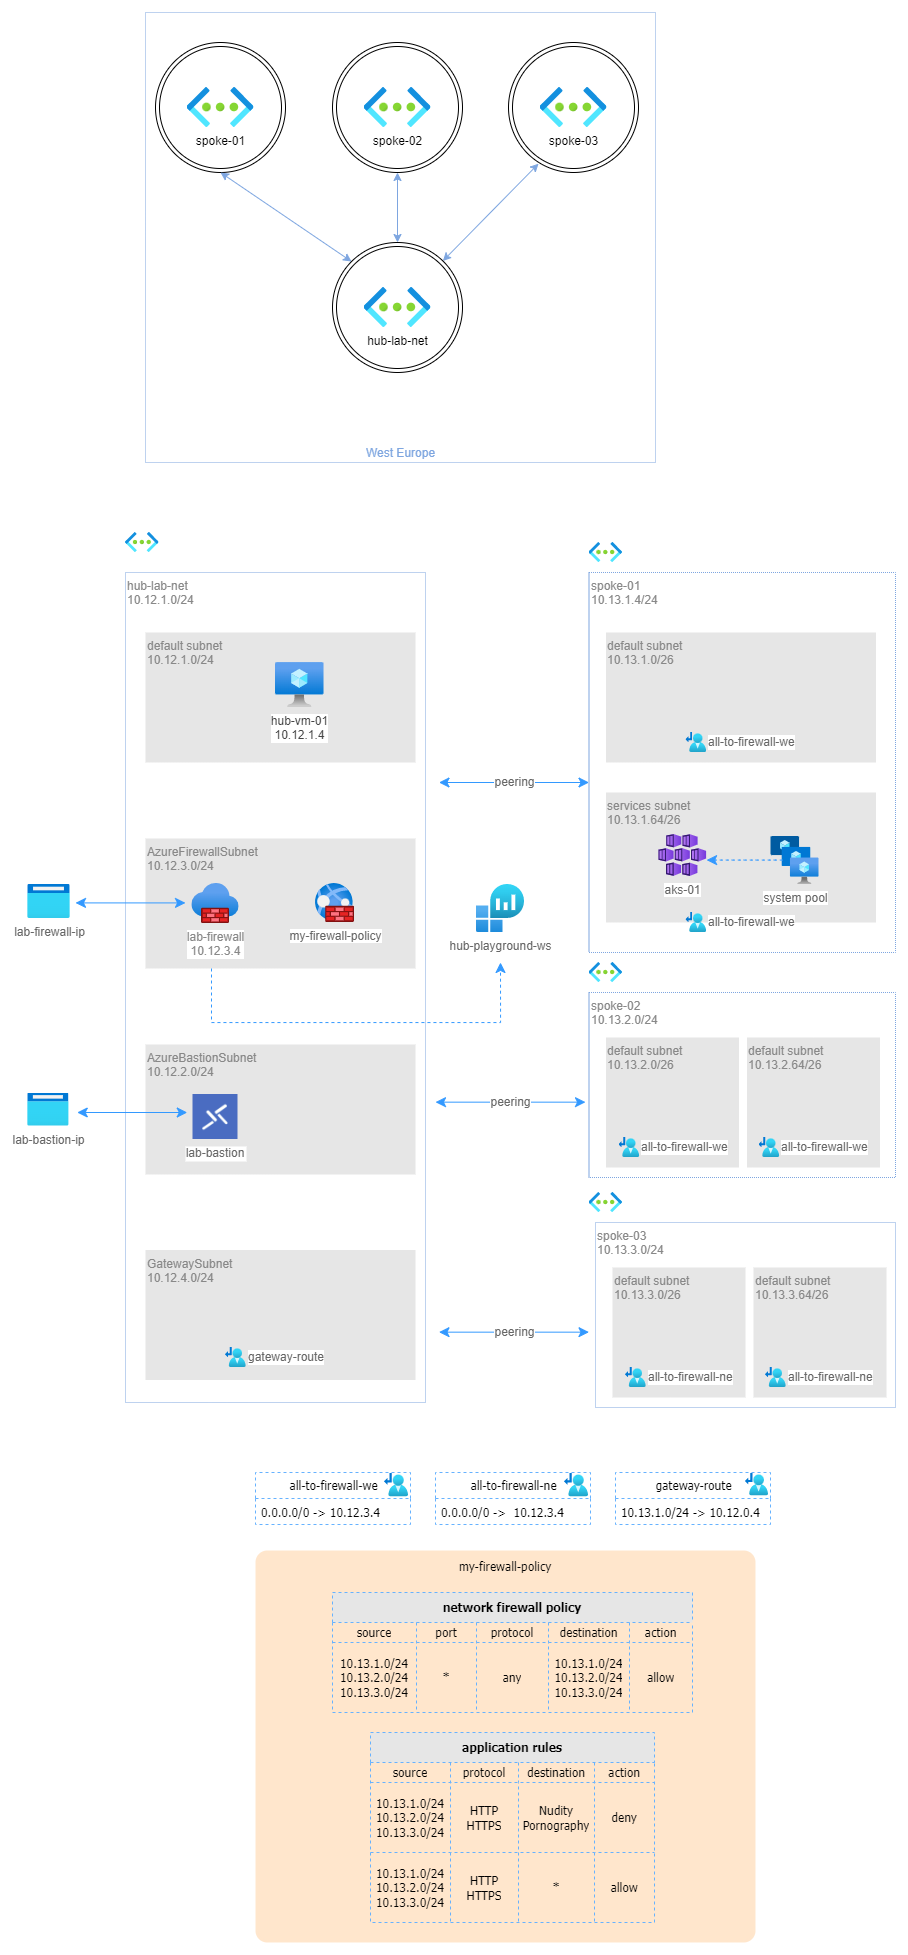 spoke-01
spoke-02
spoke-03
hub-lab-net
West Europe
hub-lab-net
10.12.1.0/24
default subnet
10.12.1.0/24
hub-vm-01
10.12.1.4
AzureFirewallSubnet
10.12.3.0/24
lab-firewall
10.12.3.4
my-firewall-policy
lab-firewall-ip
hub-playground-ws
AzureBastionSubnet
10.12.2.0/24
lab-bastion
lab-bastion-ip
GatewaySubnet
10.12.4.0/24
gateway-route
peering
peering
peering
spoke-01
10.13.1.4/24
default subnet
10.13.1.0/26
all-to-firewall-we
services subnet
10.13.1.64/26
aks-01
system pool
all-to-firewall-we
spoke-02
10.13.2.0/24
default subnet
10.13.2.0/26
all-to-firewall-we
default subnet
10.13.2.64/26
all-to-firewall-we
spoke-03
10.13.3.0/24
default subnet
10.13.3.0/26
all-to-firewall-ne
default subnet
10.13.3.64/26
all-to-firewall-ne
all-to-firewall-we
0.0.0.0/0 -> 10.12.3.4
all-to-firewall-ne
0.0.0.0/0 -> 10.12.3.4
gateway-route
10.13.1.0/24 -> 10.12.0.4
my-firewall-policy
network firewall policy
source port protocol destination action
10.13.1.0/24 10.13.1.0/24
10.13.2.0/24 * any 10.13.2.0/24 allow
10.13.3.0/24 10.13.3.0/24
application rules
source protocol destination action
10.13.1.0/24
10.13.2.0/24
10.13.3.0/24
HTTP
HTTPS
Nudity
Pornography
deny
10.13.1.0/24
10.13.2.0/24
10.13.3.0/24
HTTP
HTTPS
*
allow